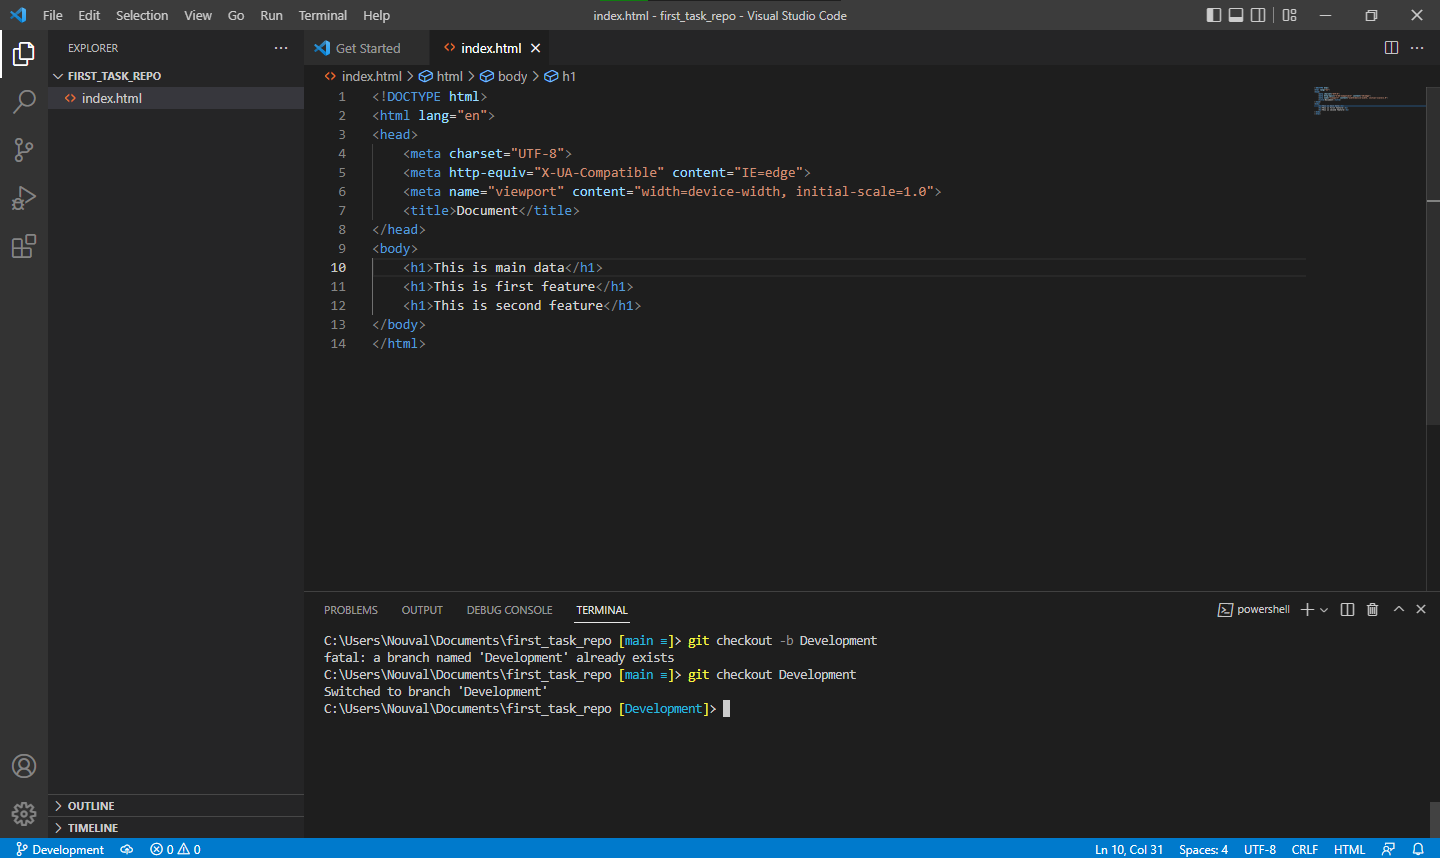 File Edit Selection View Go Run Terminal Help index.html - first_task_repo - Visual Studio Code
EXPLORER
FIRST_TASK_REPO
index.html
OUTLINE
TIMELINE
Get Started index.html
index.html > html > body > h1
1 <!DOCTYPE html>
2 <html lang="en">
3 <head>
4 <meta charset="UTF-8">
5 <meta http-equiv="X-UA-Compatible" content="IE=edge">
6 <meta name="viewport" content="width=device-width, initial-scale=1.0">
7 <title>Document</title>
8 </head>
9 <body>
10 <h1>This is main data</h1>
11 <h1>This is first feature</h1>
12 <h1>This is second feature</h1>
13 </body>
14 </html>
PROBLEMS OUTPUT DEBUG CONSOLE TERMINAL powershell
C:\Users\Nouval\Documents\first_task_repo [main ≡]> git checkout -b Development
fatal: a branch named 'Development' already exists
C:\Users\Nouval\Documents\first_task_repo [main ≡]> git checkout Development
Switched to branch 'Development'
C:\Users\Nouval\Documents\first_task_repo [Development]>
Development 0 0 Ln 10, Col 31 Spaces: 4 UTF-8 CRLF HTML